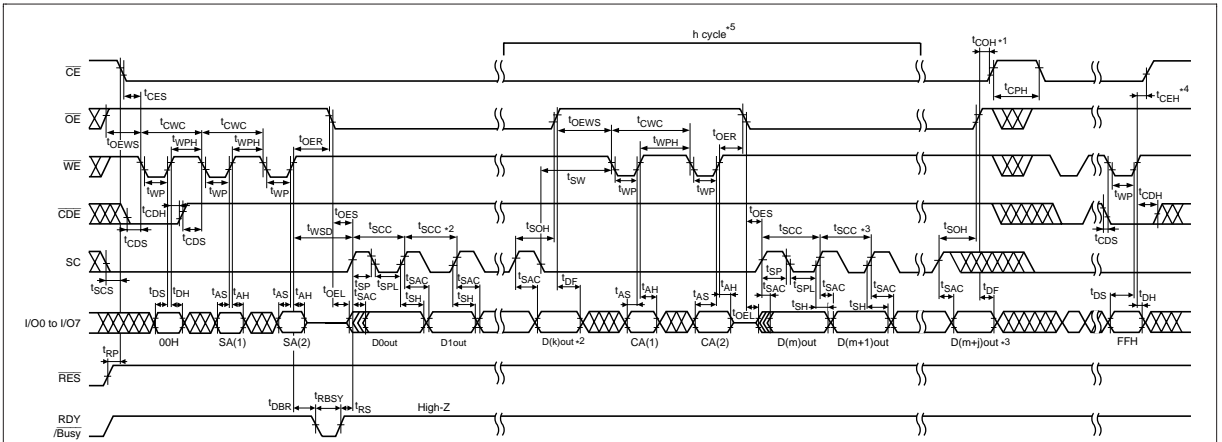 h cycle*5
tCOH*1
CE
tCES
tCPH
tCEH*4
OE
tOEWS
tCWC
tCWC
tOER
tOEWS
tCWC
tOER
tWPH
tWPH
tWPH
WE
tWP
tWP
tWP
tSW
tWP
tWP
tWP
tCDH
tCDH
CDE
tCDS
tCDS
tOES
tWSD
tSCC
tSCC*2
tSOH
tOES
tSCC
tSCC*3
tSOH
tCDS
SC
tSCS
tSP
tSPL
tSAC
tSAC
tDF
tSP
tSPL
tSAC
tSAC
tSAC
tDF
tDS
tDH
tAS
tAH
tAS
tAH
tOEL
tSAC
tSH
tSH
tSAC
tAS
tAH
tAS
tAH
tOEL
tSAC
tSH
tSH
tDS
tDH
I/O0 to I/O7
00H
SA(1)
SA(2)
D0out
D1out
D(k)out*2
CA(1)
CA(2)
D(m)out
D(m+1)out
D(m+j)out*3
FFH
tRP
RES
tDBR
tRBSY
tRS
High-Z
RDY
/Busy